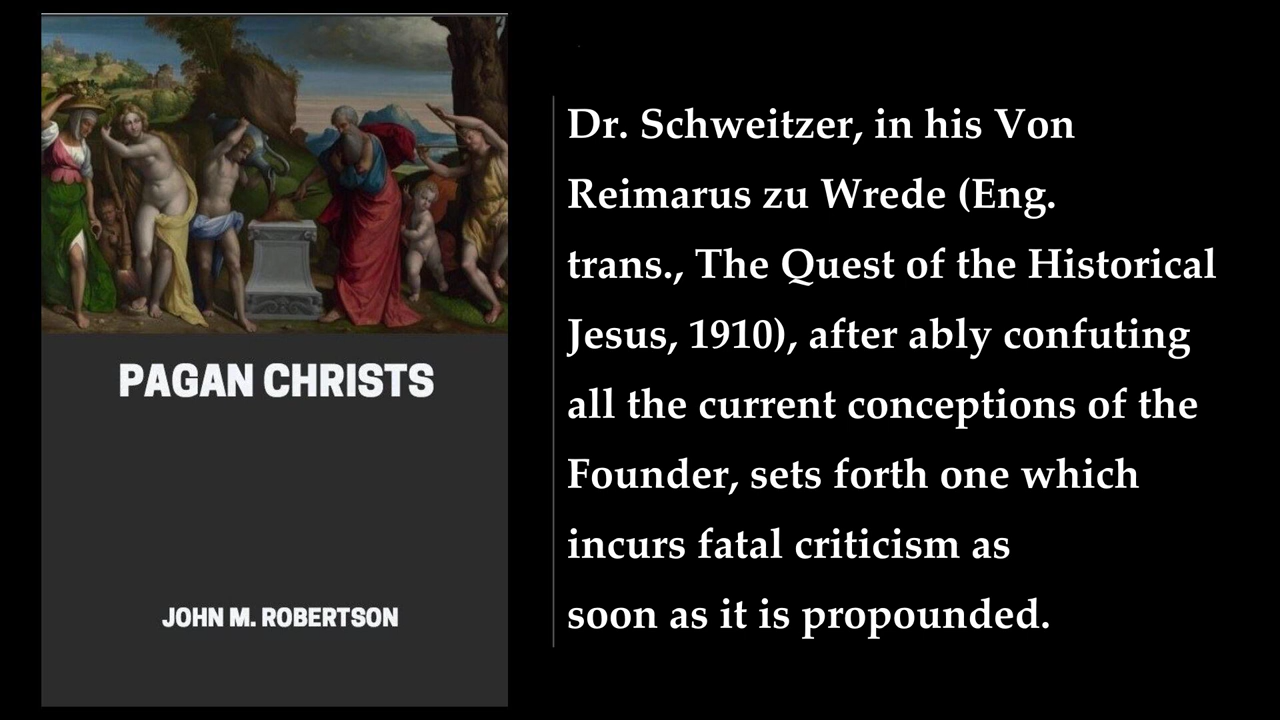 PAGAN CHRISTS
JOHN M. ROBERTSON
Dr. Schweitzer, in his Von
Reimarus zu Wrede (Eng.
trans., The Quest of the Historical
Jesus, 1910), after ably confuting
all the current conceptions of the
Founder, sets forth one which
incurs fatal criticism as
soon as it is propounded.